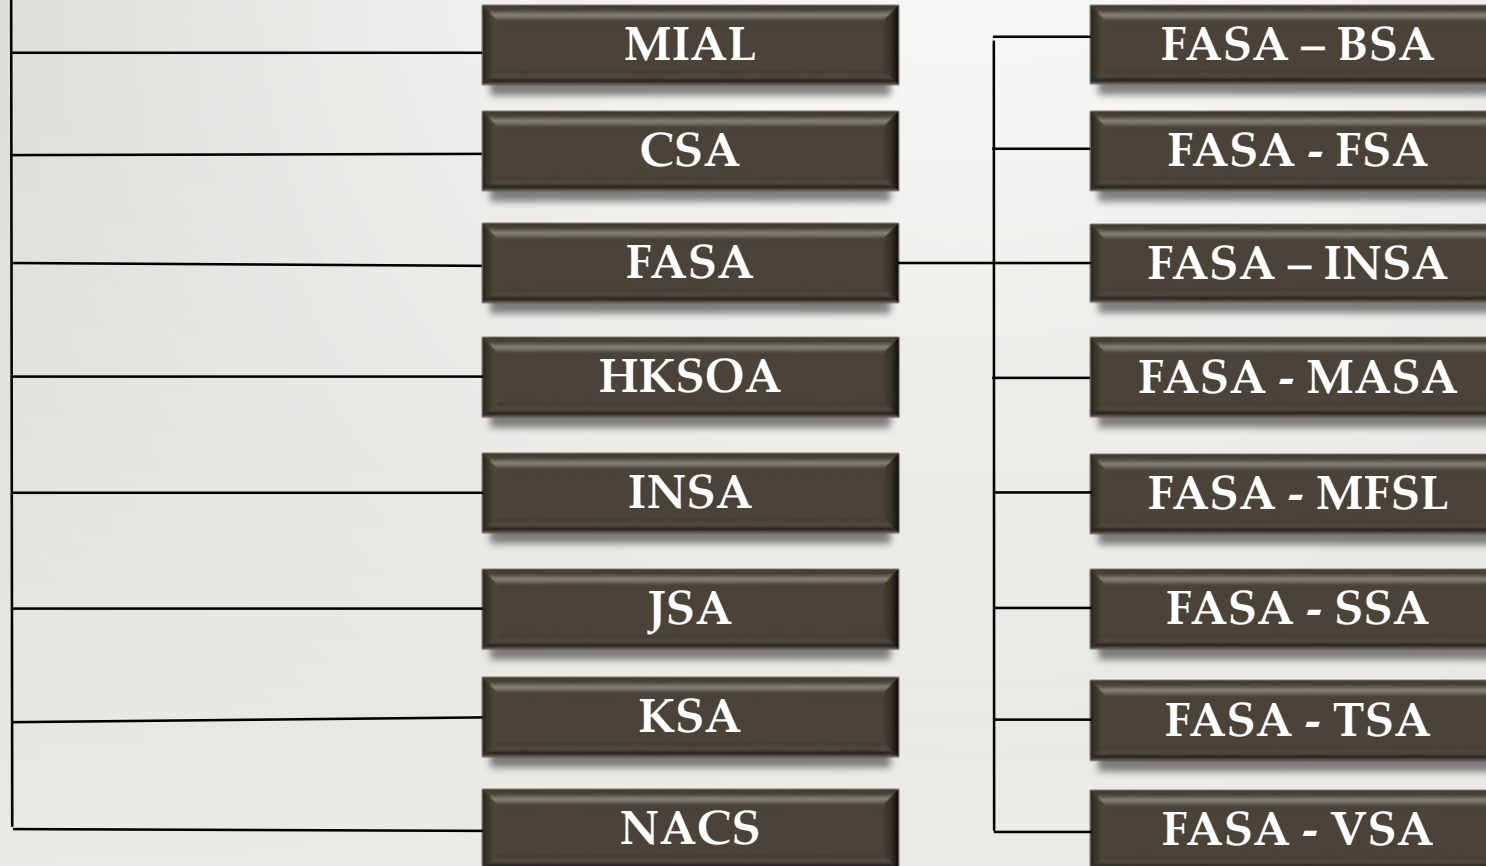 MIAL
CSA
FASA
HKSOA
INSA
JSA
KSA
NACS
FASA – BSA
FASA - FSA
FASA – INSA
FASA - MASA
FASA - MFSL
FASA - SSA
FASA - TSA
FASA - VSA